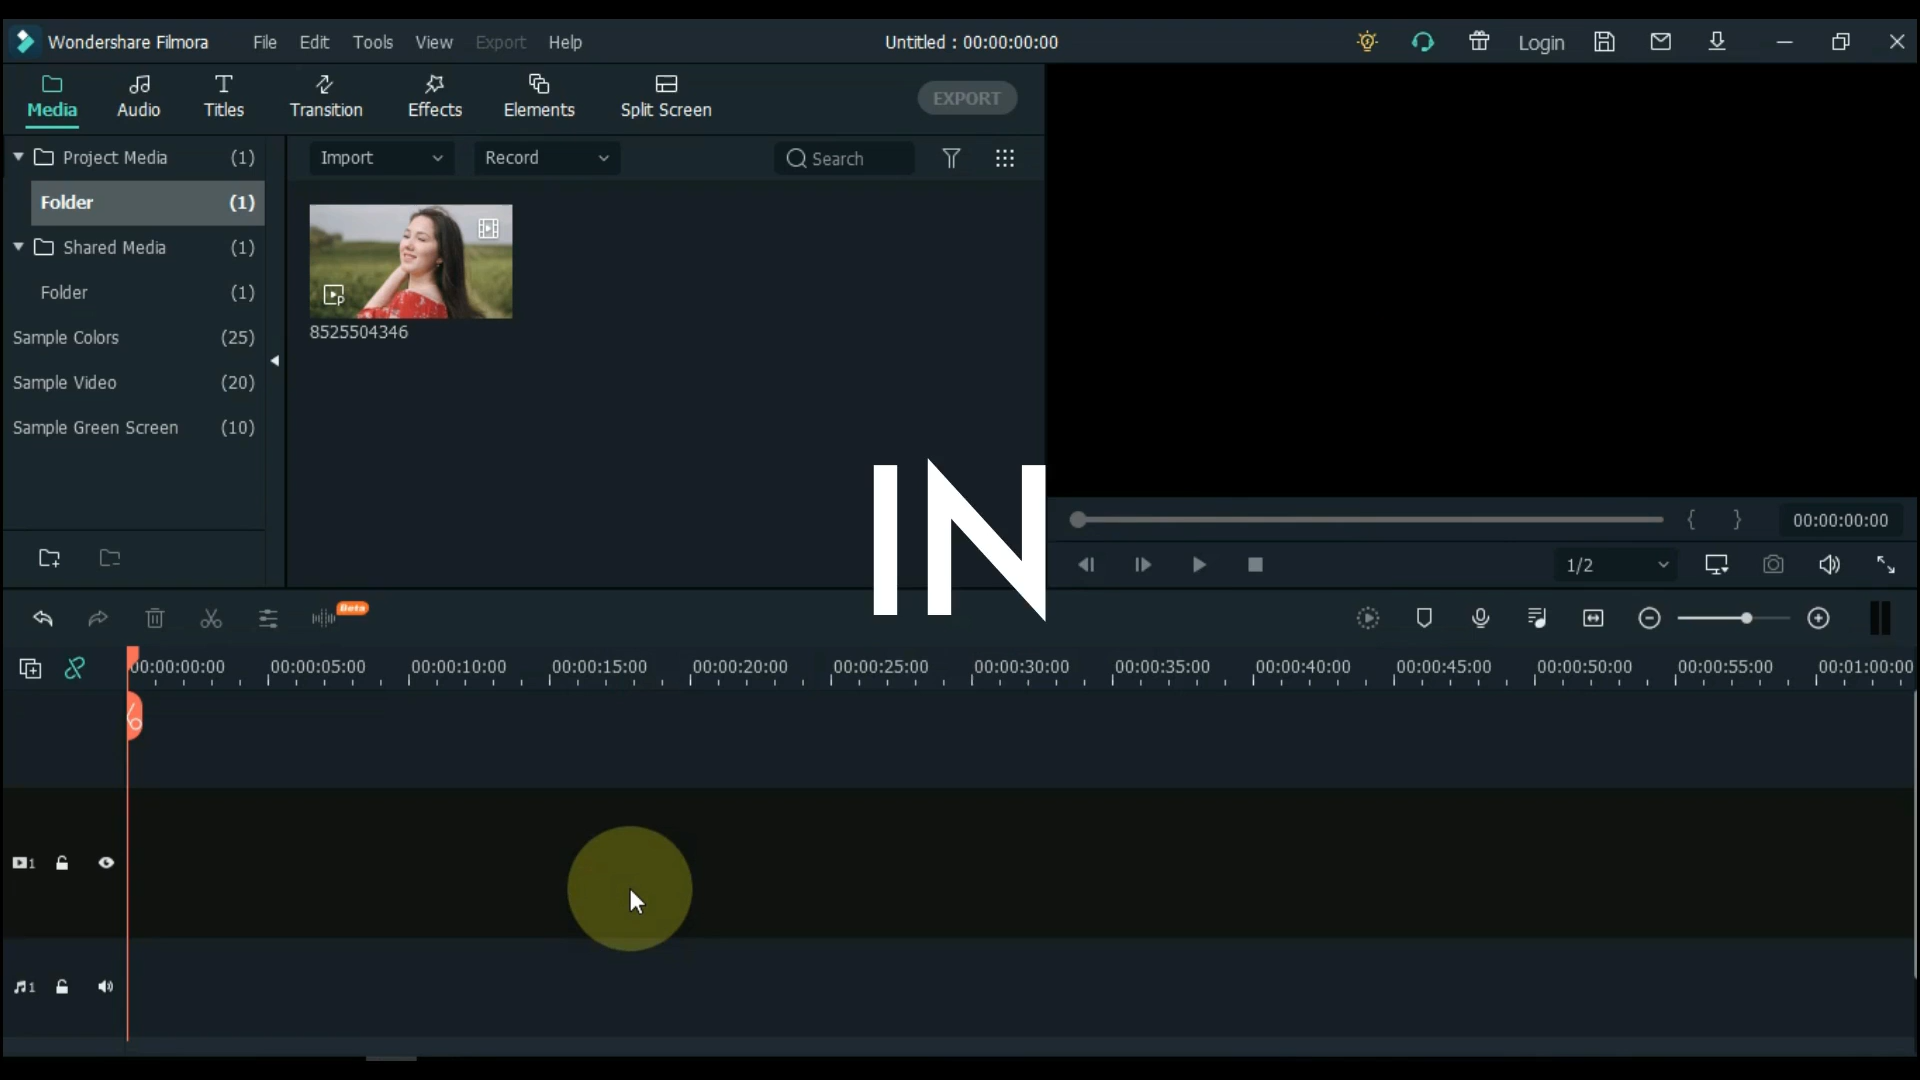 Wondershare Filmora File Edit Tools View Export Help Untitled : 00:00:00:00 Login
Media Audio Titles Transition Effects Elements Split Screen EXPORT
Project Media (1) Import Record Search
Folder (1)
Shared Media (1)
Folder (1)
8525504346
Sample Colors (25)
Sample Video (20)
Sample Green Screen (10)
IN
00:00:00:00
1/2
Beta
00:00:00:00 00:00:05:00 00:00:10:00 00:00:15:00 00:00:20:00 00:00:25:00 00:00:30:00 00:00:35:00 00:00:40:00 00:00:45:00 00:00:50:00 00:00:55:00 00:01:00:00
1
1